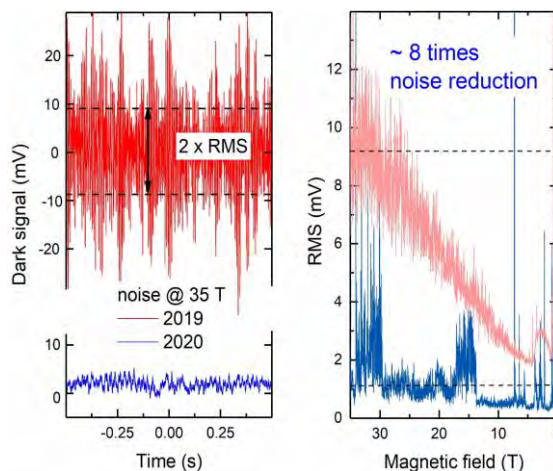 Dark signal (mV)
20
10
0
-10
-20
2 x RMS
noise @ 35 T
2019
2020
10
0
-0.25
0.00
0.25
Time (s)
~ 8 times
noise reduction
RMS (mV)
14
12
10
8
6
4
2
0
30
20
10
Magnetic field (T)